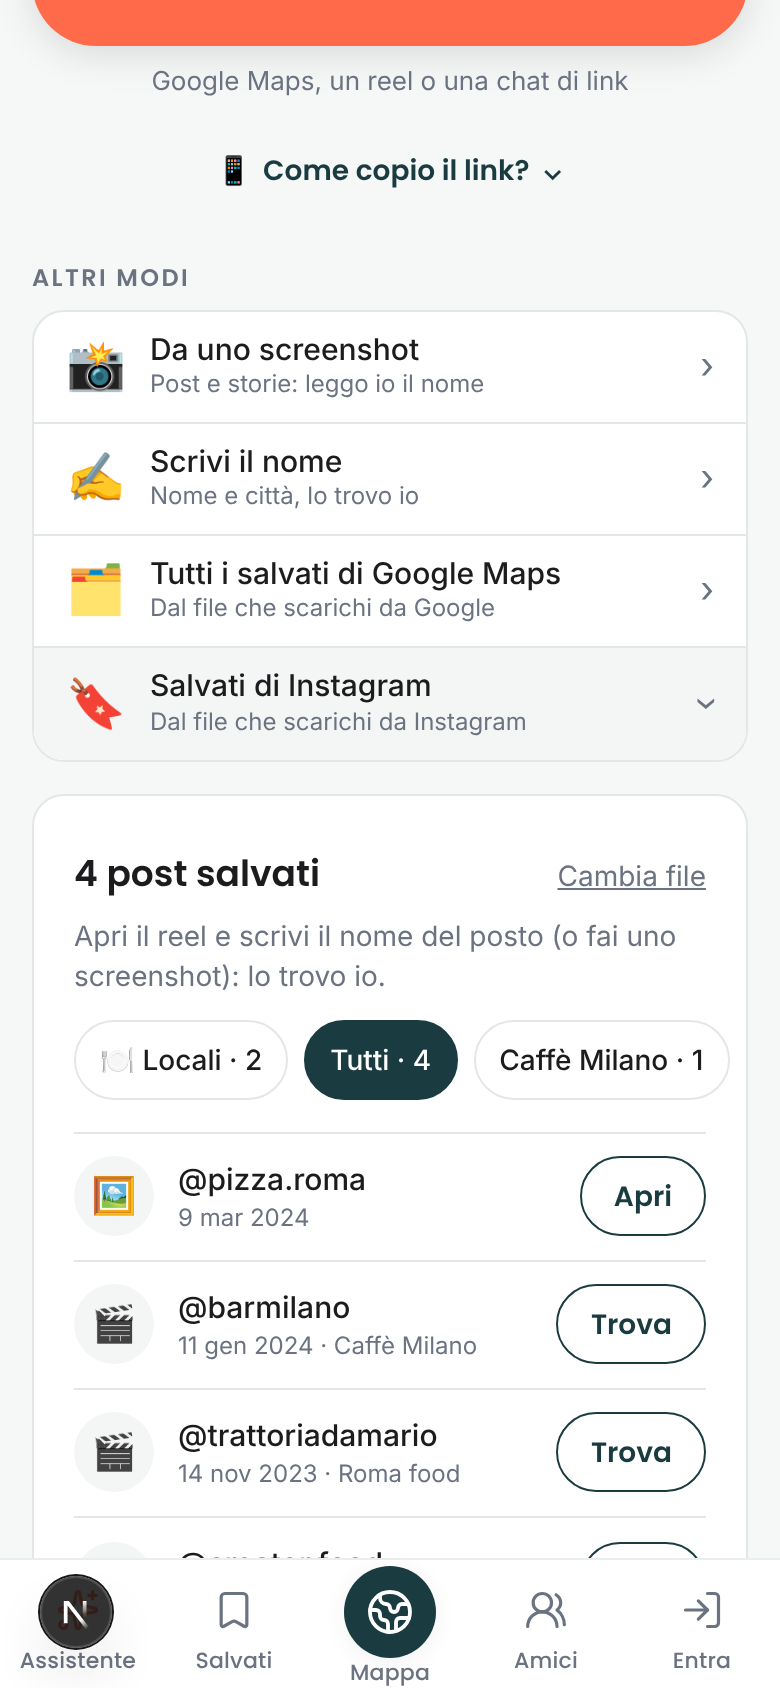 Google Maps, un reel o una chat di link
Come copio il link?
ALTRI MODI
Da uno screenshot
Post e storie: leggo io il nome
Scrivi il nome
Nome e città, lo trovo io
Tutti i salvati di Google Maps
Dal file che scarichi da Google
Salvati di Instagram
Dal file che scarichi da Instagram
4 post salvati
Cambia file
Apri il reel e scrivi il nome del posto (o fai uno
screenshot): lo trovo io.
Locali · 2
Tutti · 4
Caffè Milano · 1
@pizza.roma
9 mar 2024
Apri
@barmilano
11 gen 2024 · Caffè Milano
Trova
@trattoriadamario
14 nov 2023 · Roma food
Trova
N
Assistente
Salvati
Mappa
Amici
Entra